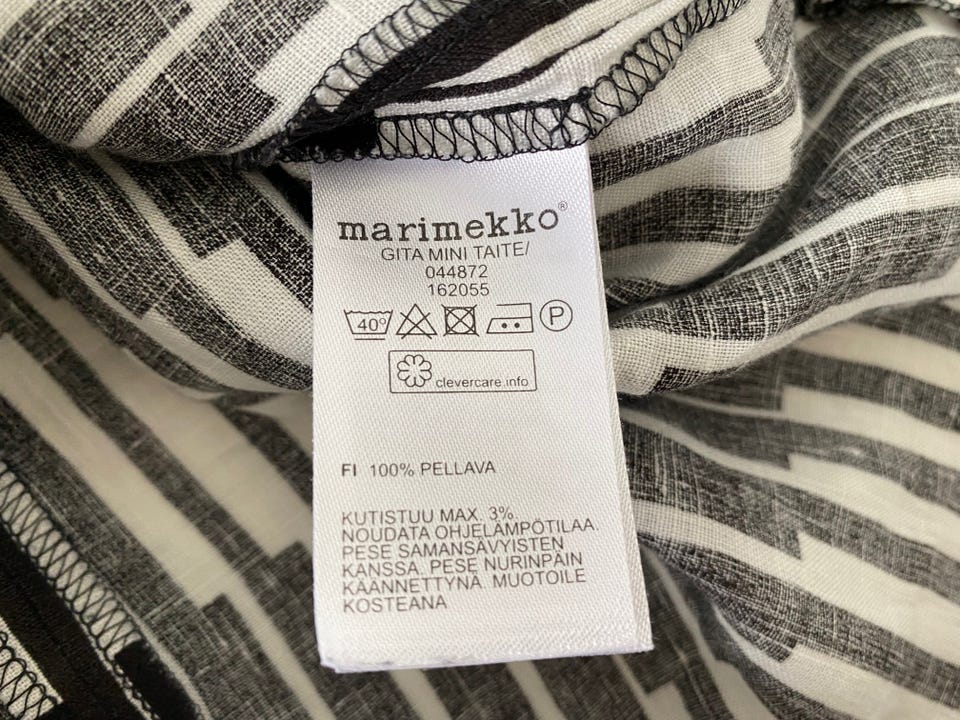 marimekko®
GITA MINI TAITE/
044872
162055
40° P
clevercare.info
FI 100% PELLAVA
KUTISTUU MAX. 3%.
NOUDATA OHJELÄMPÖTILAA.
PESE SAMANSÄVYISTEN
KANSSA. PESE NURINPÄIN
KÄÄNNETTYNÄ. MUOTOILE
KOSTEANA